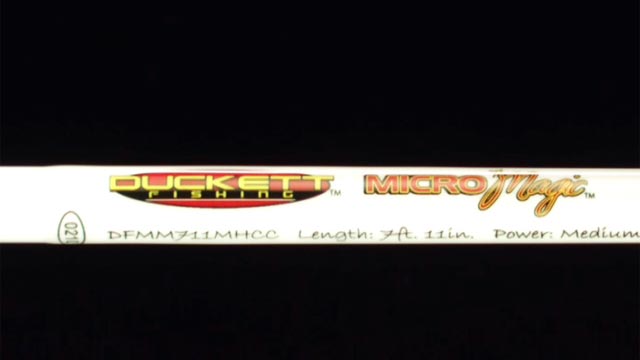 DUCKETT
FISHING™
MICRO Magic™
DFMM711MHCC Length: 7ft. 11in. Power: Medium